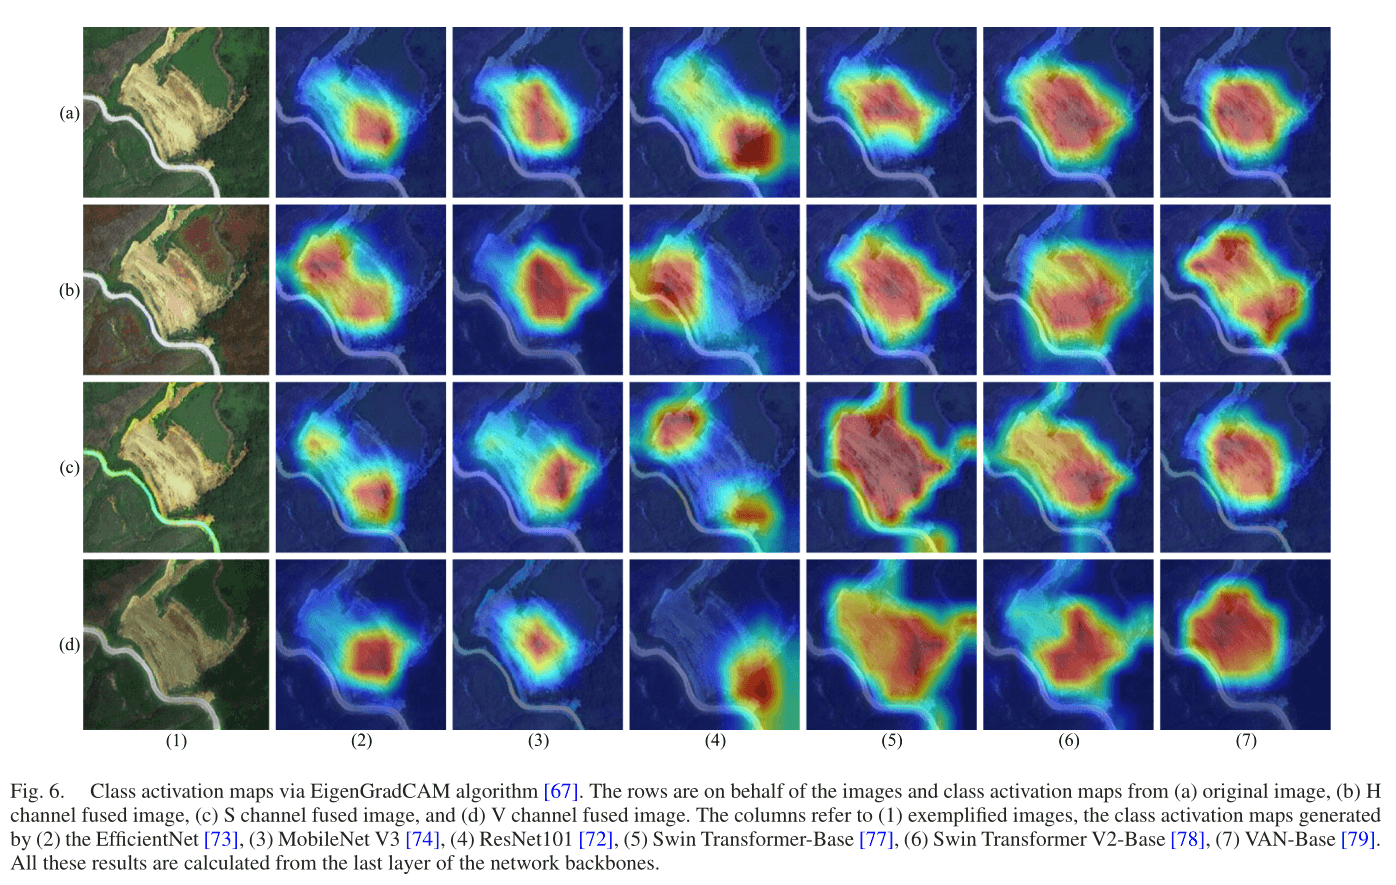 (a)
(b)
(c)
(d)
(1) (2) (3) (4) (5) (6) (7)
Fig. 6. Class activation maps via EigenGradCAM algorithm [67]. The rows are on behalf of the images and class activation maps from (a) original image, (b) H
channel fused image, (c) S channel fused image, and (d) V channel fused image. The columns refer to (1) exemplified images, the class activation maps generated
by (2) the EfficientNet [73], (3) MobileNet V3 [74], (4) ResNet101 [72], (5) Swin Transformer-Base [77], (6) Swin Transformer V2-Base [78], (7) VAN-Base [79].
All these results are calculated from the last layer of the network backbones.